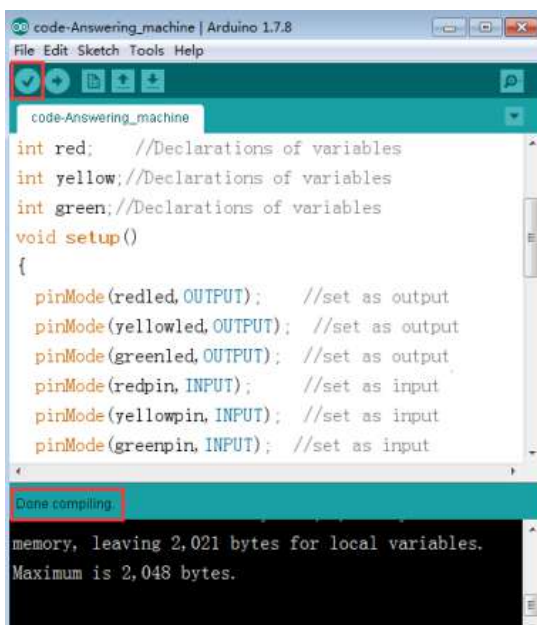 code-Answering_machine | Arduino 1.7.8
File Edit Sketch Tools Help
code-Answering_machine
int red;     //Declarations of variables
int yellow;//Declarations of variables
int green;//Declarations of variables
void setup()
{
  pinMode(redled,OUTPUT);    //set as output
  pinMode(yellowled,OUTPUT);  //set as output
  pinMode(greenled,OUTPUT);  //set as output
  pinMode(redpin,INPUT);     //set as input
  pinMode(yellowpin,INPUT);  //set as input
  pinMode(greenpin,INPUT);  //set as input
Done compiling.
memory, leaving 2,021 bytes for local variables.
Maximum is 2,048 bytes.